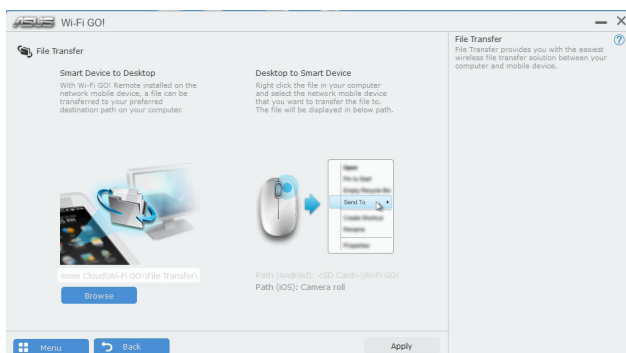 ASUS Wi-Fi GO!
File Transfer
Smart Device to Desktop
With Wi-Fi GO! Remote installed on the
network mobile device, a file can be
transferred to your preferred
destination path on your computer.
ome Cloud\Wi-Fi GO!\File Transfer\
Browse
Desktop to Smart Device
Right click the file in your computer
and select the network mobile device
that you want to transfer the file to.
The file will be displayed in below path.
Open
Pin to Start
Empty Recycle Bin
Send To
Create Shortcut
Rename
Properties
Path (Android): <SD Card>\Wi-Fi GO!
Path (iOS): Camera roll
Menu
Back
Apply
File Transfer
File Transfer provides you with the easiest
wireless file transfer solution between your
computer and mobile device.